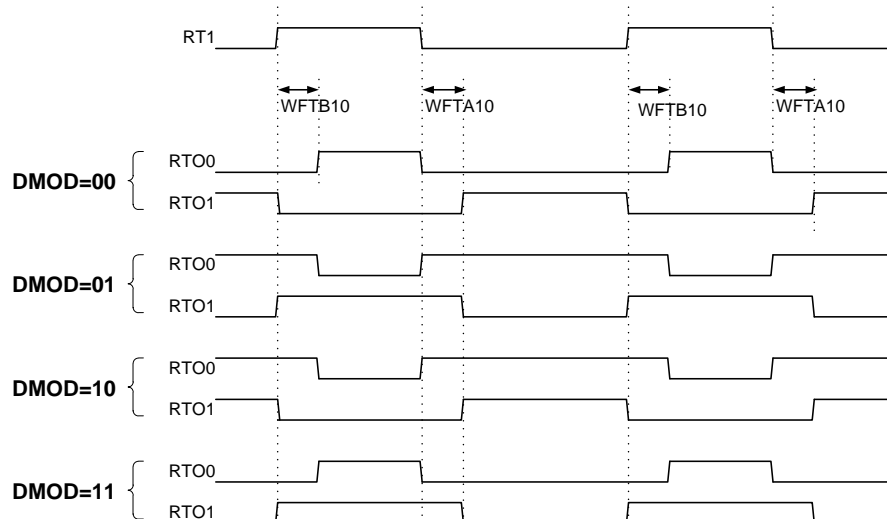 RT1
WFTB10 WFTA10 WFTB10 WFTA10
DMOD=00
RTO0
RTO1
DMOD=01
RTO0
RTO1
DMOD=10
RTO0
RTO1
DMOD=11
RTO0
RTO1